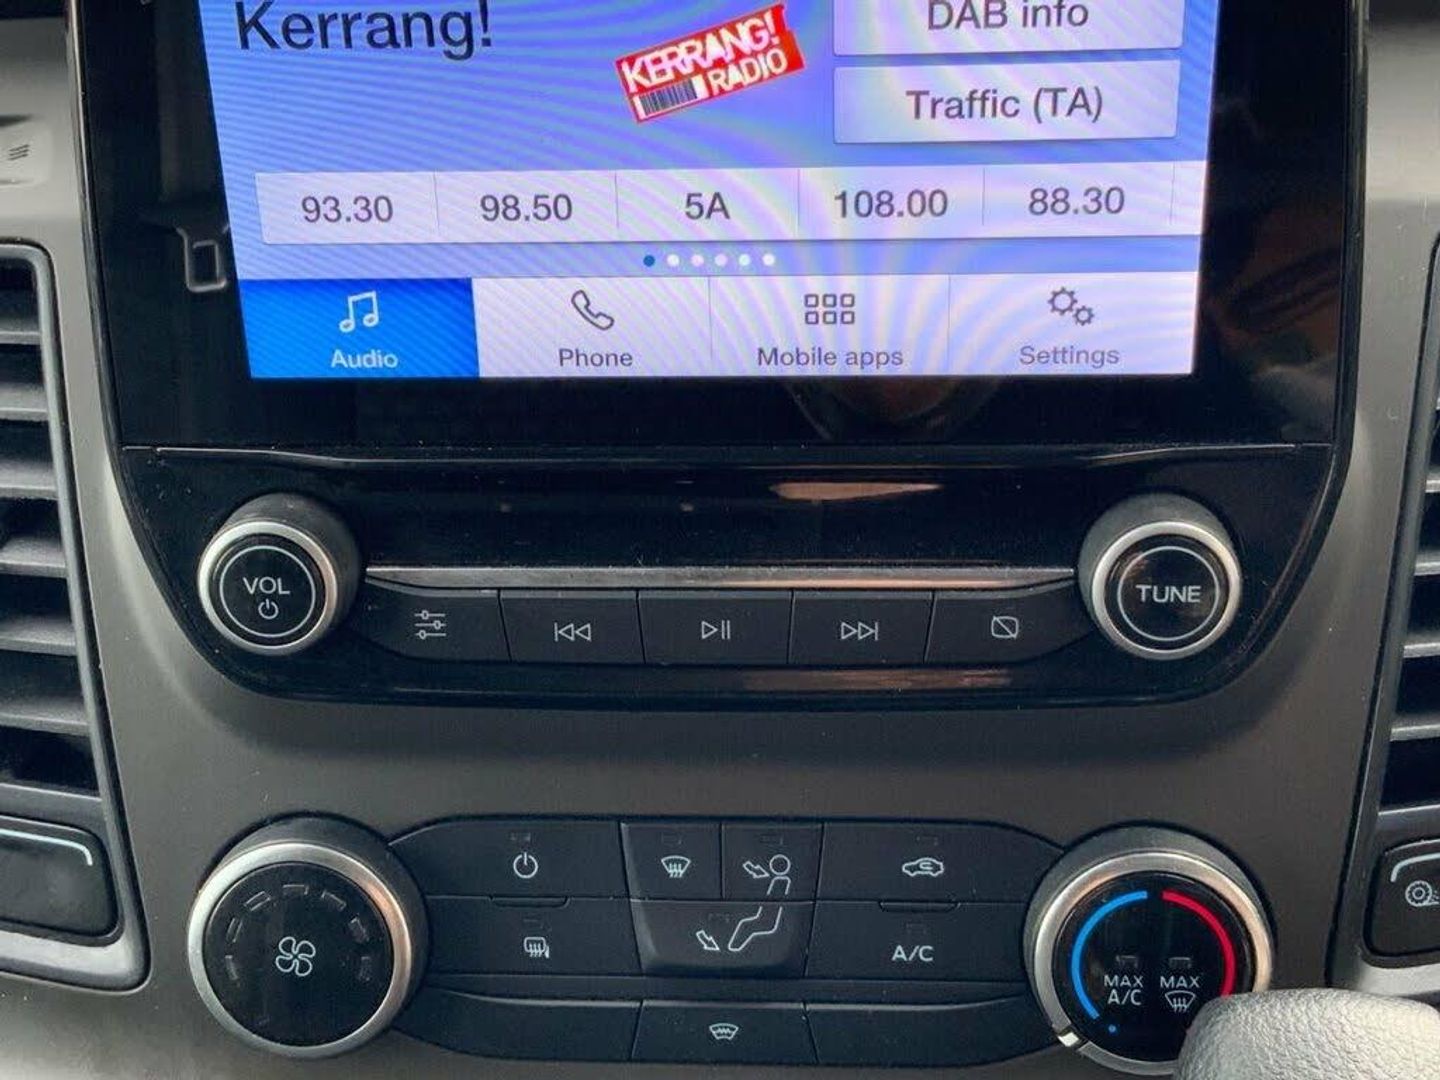 Kerrang!
KERRANG!
RADIO
DAB info
Traffic (TA)
93.30 98.50 5A 108.00 88.30
Audio Phone Mobile apps Settings
VOL
TUNE
A/C
MAX A/C
MAX